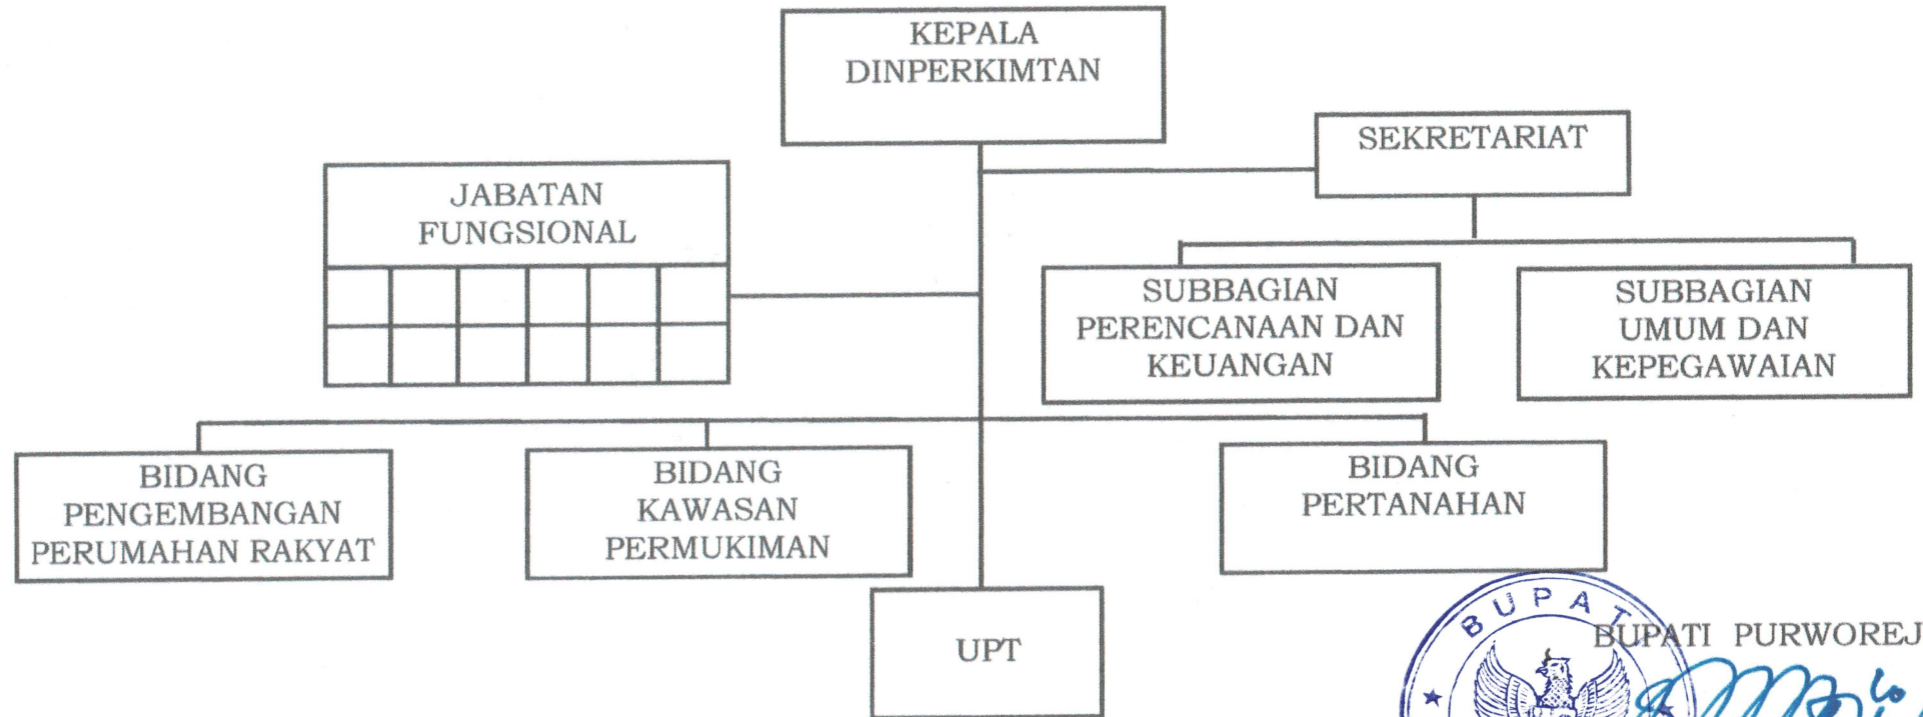 KEPALA
DINPERKIMTAN
SEKRETARIAT
JABATAN
FUNGSIONAL
SUBBAGIAN
PERENCANAAN DAN
KEUANGAN
SUBBAGIAN
UMUM DAN
KEPEGAWAIAN
BIDANG
PENGEMBANGAN
PERUMAHAN RAKYAT
BIDANG
KAWASAN
PERMUKIMAN
BIDANG
PERTANAHAN
UPT
BUPATI
BUPATI PURWOREJ